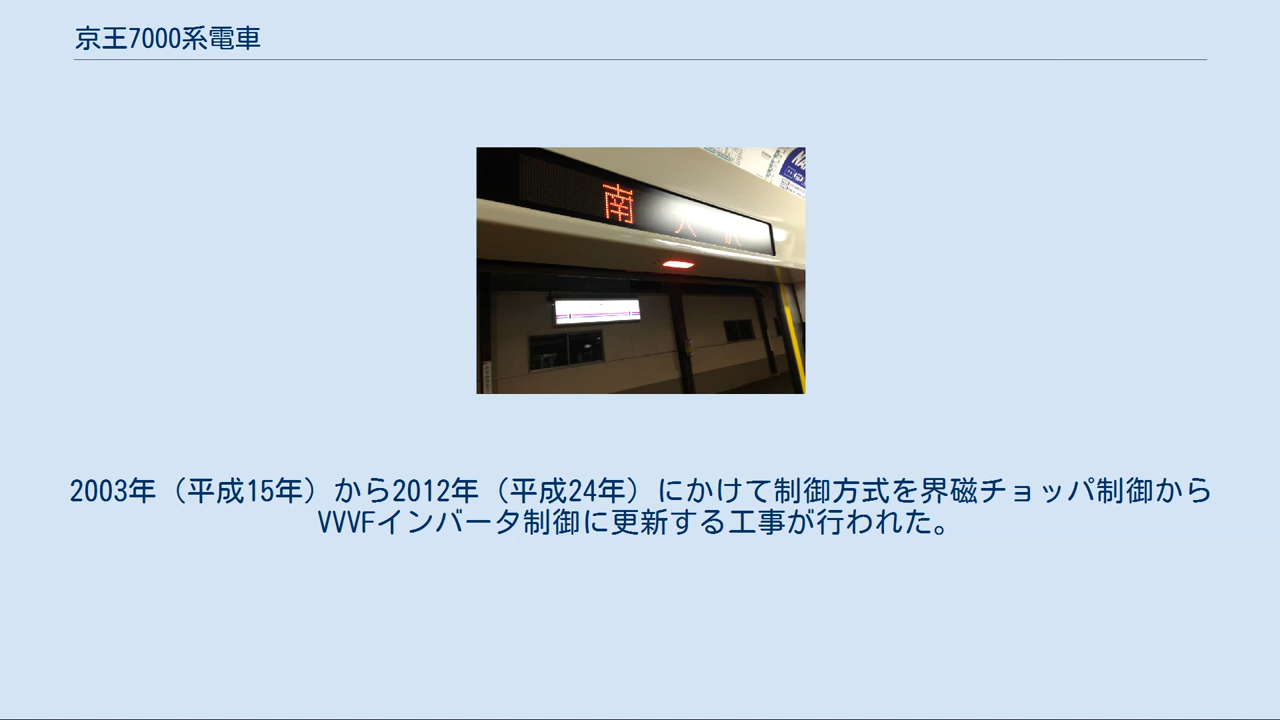 京王7000系電車
南
2003年（平成15年）から2012年（平成24年）にかけて制御方式を界磁チョッパ制御から
VVVFインバータ制御に更新する工事が行われた。